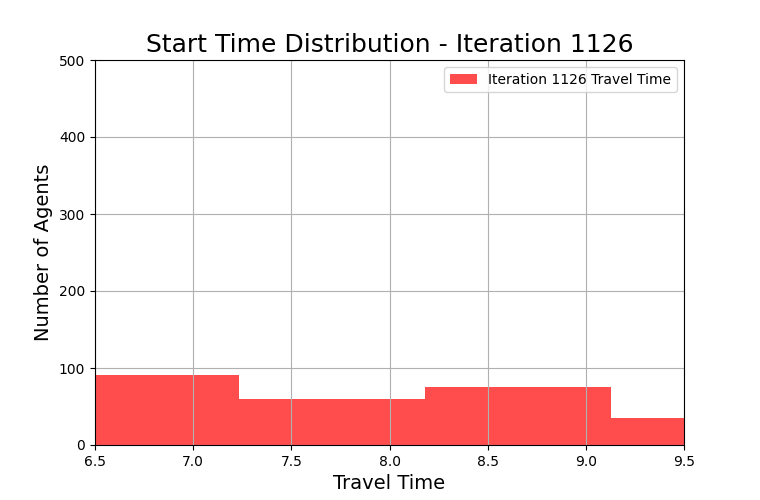 Start Time Distribution - Iteration 1126
500
400
300
200
100
0
Number of Agents
Iteration 1126 Travel Time
6.5 7.0 7.5 8.0 8.5 9.0 9.5
Travel Time